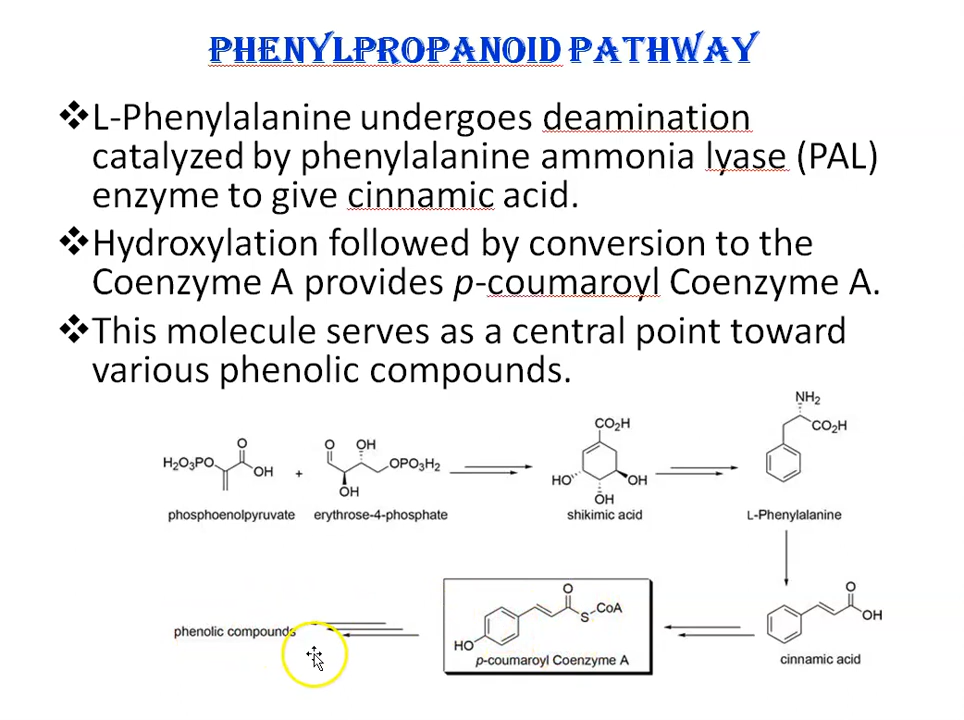 PHENYLPROPANOID PATHWAY
❖L-Phenylalanine undergoes deamination
catalyzed by phenylalanine ammonia lyase (PAL)
enzyme to give cinnamic acid.
❖Hydroxylation followed by conversion to the
Coenzyme A provides p-coumaroyl Coenzyme A.
❖This molecule serves as a central point toward
various phenolic compounds.
H2O3PO O OH + O OH OH OPO3H2
CO2H HO OH OH
NH2 CO2H
phosphoenolpyruvate erythrose-4-phosphate shikimic acid L-Phenylalanine
phenolic compounds
O S CoA HO
p-coumaroyl Coenzyme A
O OH
cinnamic acid